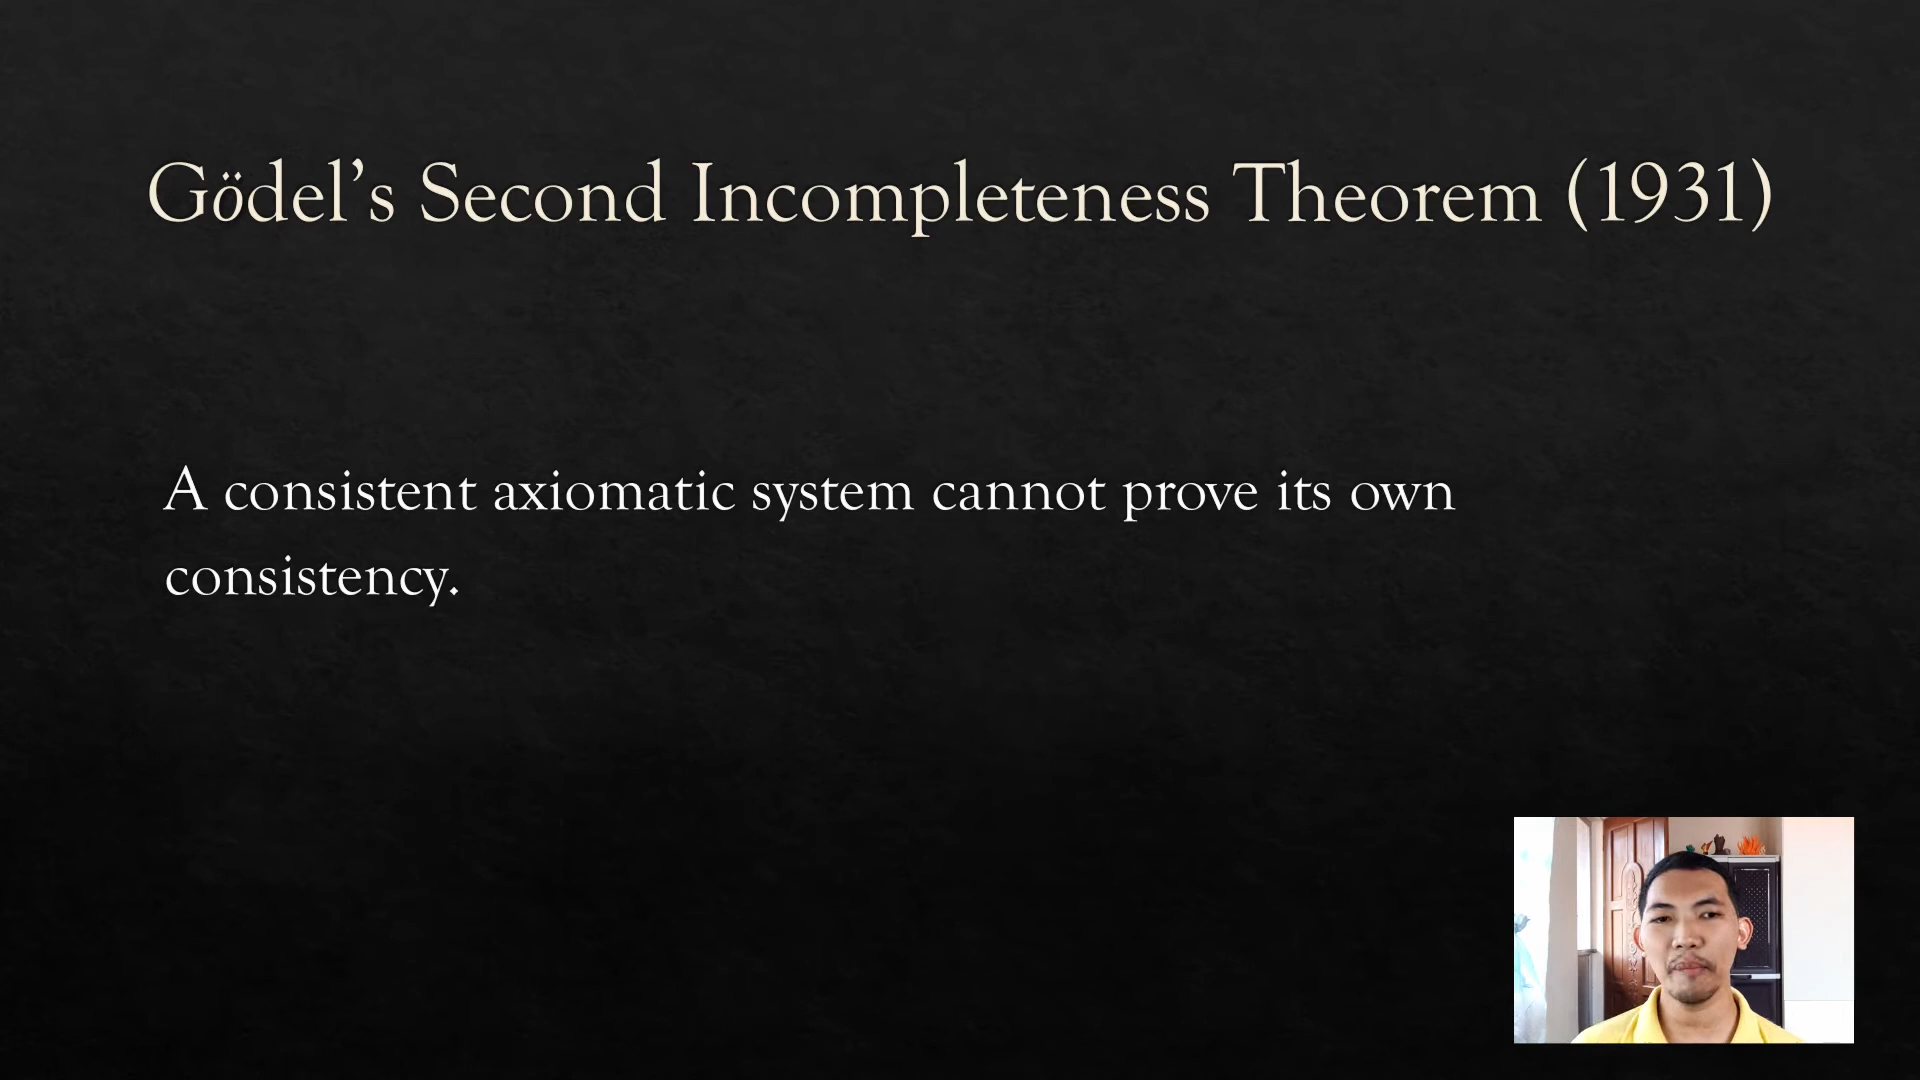 Gödel’s Second Incompleteness Theorem (1931)
A consistent axiomatic system cannot prove its own
consistency.